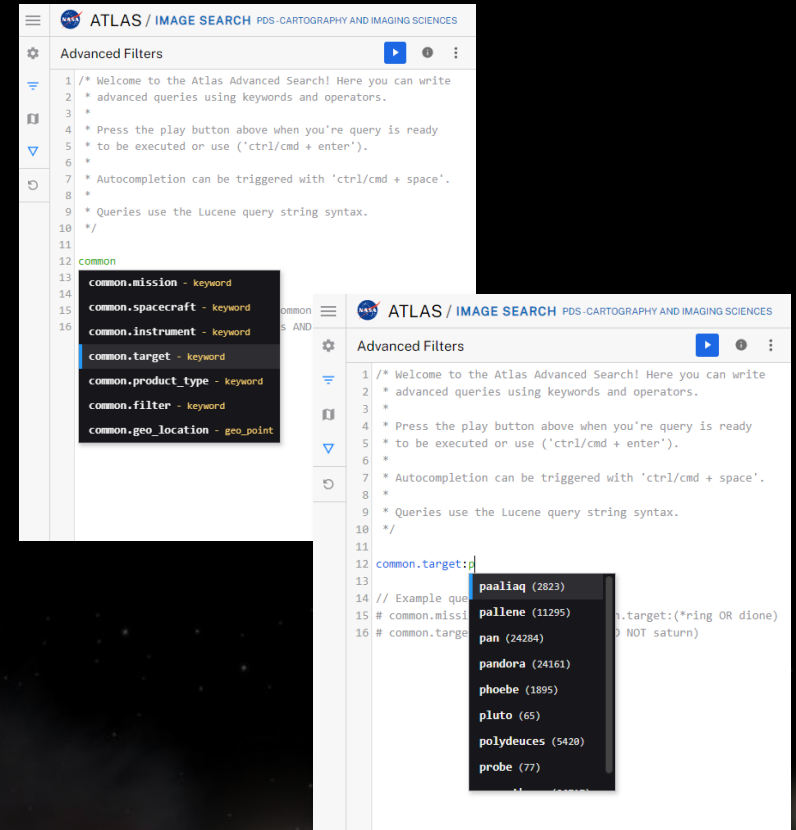 NASA ATLAS / IMAGE SEARCH PDS-CARTOGRAPHY AND IMAGING SCIENCES
Advanced Filters
1 /* Welcome to the Atlas Advanced Search! Here you can write
2 * advanced queries using keywords and operators.
3 *
4 * Press the play button above when you're query is ready
5 * to be executed or use ('ctrl/cmd + enter').
6 *
7 * Autocompletion can be triggered with 'ctrl/cmd + space'.
8 *
9 * Queries use the Lucene query string syntax.
10 */
11
12 common
13
14
15 ommon
16 s AND
common.mission - keyword
common.spacecraft - keyword
common.instrument - keyword
common.target - keyword
common.product_type - keyword
common.filter - keyword
common.geo_location - geo_point
NASA ATLAS / IMAGE SEARCH PDS-CARTOGRAPHY AND IMAGING SCIENCES
Advanced Filters
1 /* Welcome to the Atlas Advanced Search! Here you can write
2 * advanced queries using keywords and operators.
3 *
4 * Press the play button above when you're query is ready
5 * to be executed or use ('ctrl/cmd + enter').
6 *
7 * Autocompletion can be triggered with 'ctrl/cmd + space'.
8 *
9 * Queries use the Lucene query string syntax.
10 */
11
12 common.target:p
13
14 // Example que
15 # common.missi n.target:(*ring OR dione)
16 # common.targe NOT saturn)
paaliaq (2823)
pallene (11295)
pan (24284)
pandora (24161)
phoebe (1895)
pluto (65)
polydeuces (5420)
probe (77)